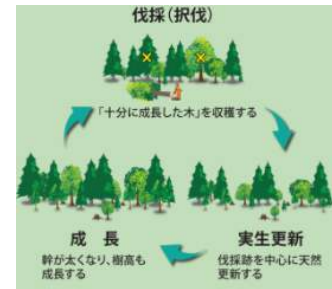 伐採(択伐)
「十分に成長した木」を収穫する
実生更新
伐採跡を中心に天然
更新する
成 長
幹が太くなり、樹高も
成長する